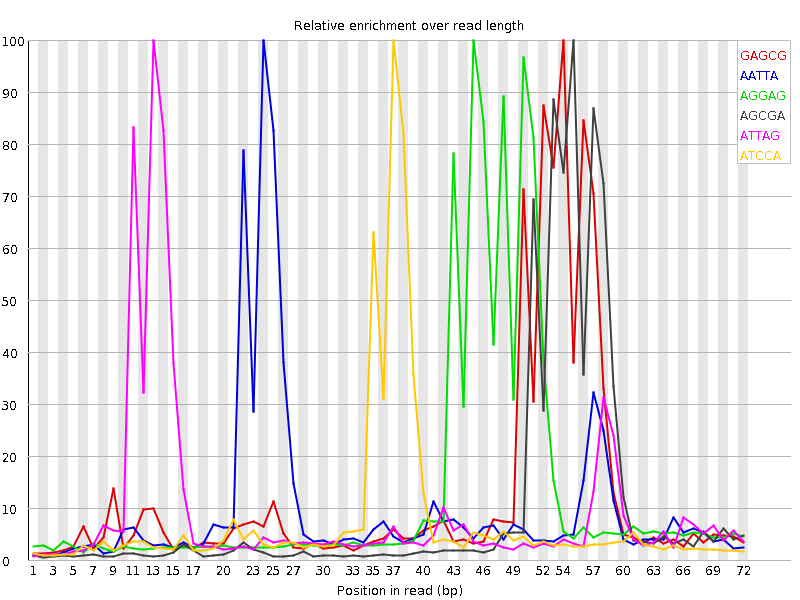 Relative enrichment over read length
100
90
80
70
60
50
40
30
20
10
0
GAGCG
AATTA
AGGAG
AGCGA
ATTAG
ATCCA
1 3 5 7 9 11 13 15 17 20 22 25 27 30 33 35 37 40 43 46 49 52 54 57 60 63 66 69 72
Position in read (bp)